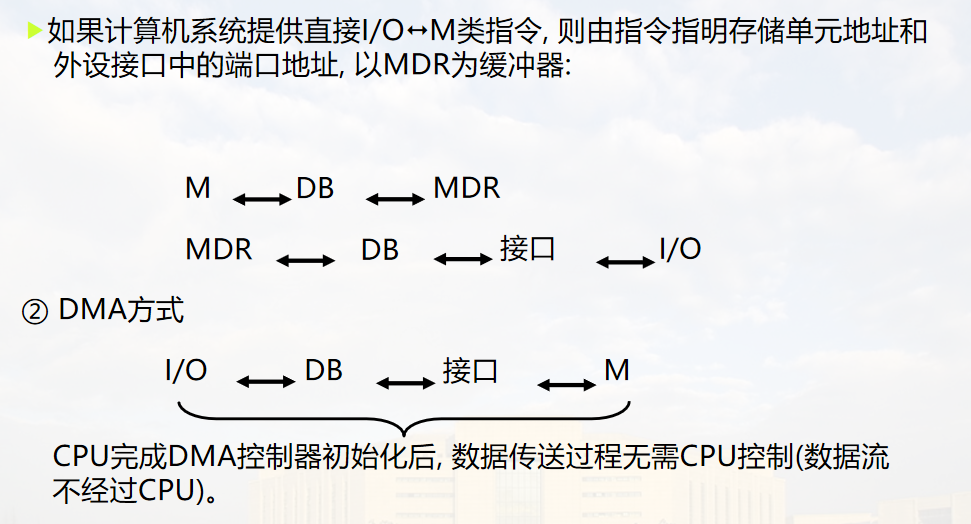 如果计算机系统提供直接I/O↔M类指令, 则由指令指明存储单元地址和
外设接口中的端口地址, 以MDR为缓冲器:
M ↔ DB ↔ MDR
MDR ↔ DB ↔ 接口 ↔ I/O
② DMA方式
I/O ↔ DB ↔ 接口 ↔ M
CPU完成DMA控制器初始化后, 数据传送过程无需CPU控制(数据流
不经过CPU)。